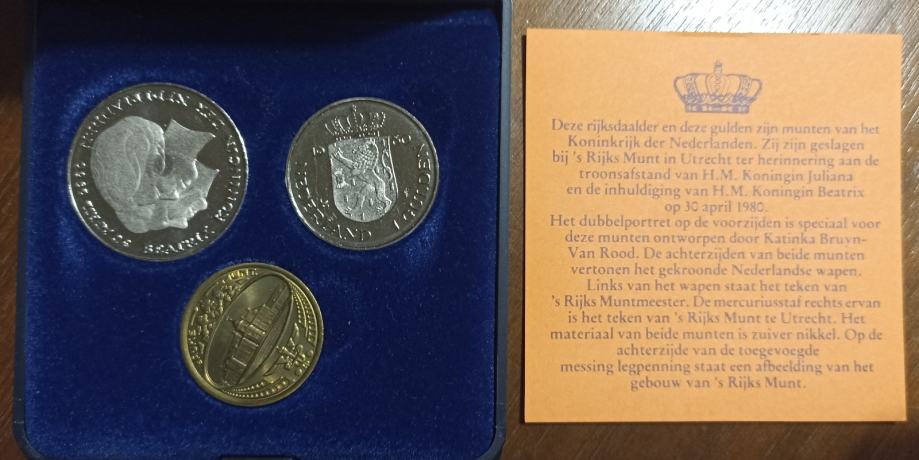 Deze rijksdaalder en deze gulden zijn munten van het
Koninkrijk der Nederlanden. Zij zijn geslagen
bij 's Rijks Munt in Utrecht ter herinnering aan de
troonsafstand van H.M. Koningin Juliana
en de inhuldiging van H.M. Koningin Beatrix
op 30 april 1980.
Het dubbelportret op de voorzijden is speciaal voor
deze munten ontworpen door Katinka Bruyn-
Van Rood. De achterzijden van beide munten
vertonen het gekroonde Nederlandse wapen.
Links van het wapen staat het teken van
's Rijks Muntmeester. De mercuriusstaf rechts ervan
is het teken van 's Rijks Munt te Utrecht. Het
materiaal van beide munten is zuiver nikkel. Op de
achterzijde van de toegevoegde
messing legpenning staat een afbeelding van het
gebouw van 's Rijks Munt.